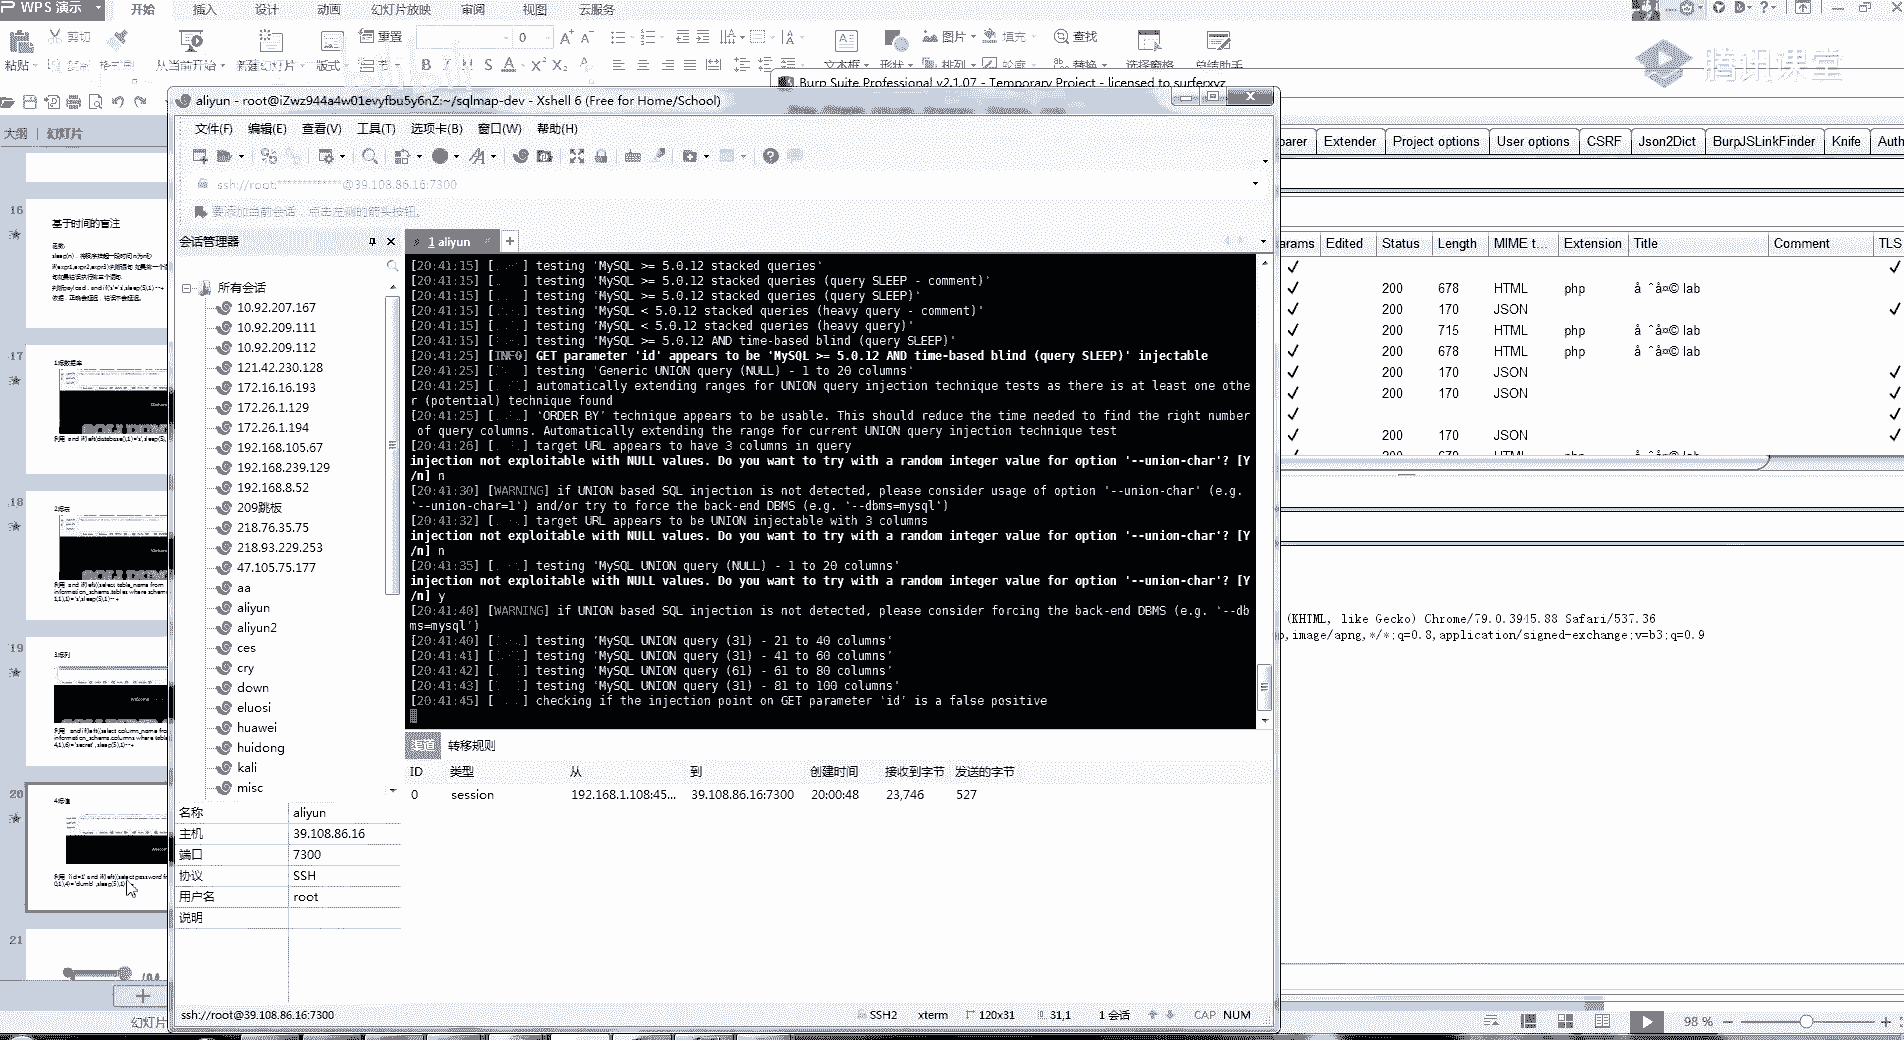 WPS 演示
开始 插入 设计 动画 幻灯片放映 审阅 视图 云服务
剪切
重置
0
图片 填充 查找
粘贴 格式刷 从当前开始 新建幻灯片 版式 节
文本框 形状 排列 轮廓 替换 选择窗格 总结助手
腾讯课堂
Burp Suite Professional v2.1.07 - Temporary Project - licensed to surferxyz
aliyun - root@iZwz944a4w01evyfbu5y6nZ:~/sqlmap-dev - Xshell 6 (Free for Home/School)
文件(F) 编辑(E) 查看(V) 工具(T) 选项卡(B) 窗口(W) 帮助(H)
ssh://root:*************@39.108.86.16:7300
要添加当前会话，点击左侧的箭头按钮。
大纲 幻灯片
会话管理器
1 aliyun
所有会话
10.92.207.167
10.92.209.111
10.92.209.112
121.42.230.128
172.16.16.193
172.26.1.129
172.26.1.194
192.168.105.67
192.168.239.129
192.168.8.52
209跳板
218.76.35.75
218.93.229.253
47.105.75.177
aa
aliyun
aliyun2
ces
cry
down
eluosi
huawei
huidong
kali
misc
名称 aliyun
主机 39.108.86.16
端口 7300
协议 SSH
用户名 root
说明
[20:41:15] [ ] testing 'MySQL >= 5.0.12 stacked queries'
[20:41:15] [ ] testing 'MySQL >= 5.0.12 stacked queries (query SLEEP - comment)'
[20:41:15] [ ] testing 'MySQL >= 5.0.12 stacked queries (query SLEEP)'
[20:41:15] [ ] testing 'MySQL < 5.0.12 stacked queries (heavy query - comment)'
[20:41:15] [ ] testing 'MySQL < 5.0.12 stacked queries (heavy query)'
[20:41:15] [ ] testing 'MySQL >= 5.0.12 AND time-based blind (query SLEEP)'
[20:41:25] [INFO] GET parameter 'id' appears to be 'MySQL >= 5.0.12 AND time-based blind (query SLEEP)' injectable
[20:41:25] [ ] testing 'Generic UNION query (NULL) - 1 to 20 columns'
[20:41:25] [ ] automatically extending ranges for UNION query injection technique tests as there is at least one othe
r (potential) technique found
[20:41:25] [ ] 'ORDER BY' technique appears to be usable. This should reduce the time needed to find the right number
of query columns. Automatically extending the range for current UNION query injection technique test
[20:41:26] [ ] target URL appears to have 3 columns in query
injection not exploitable with NULL values. Do you want to try with a random integer value for option '--union-char'? [Y
/n] n
[20:41:30] [WARNING] if UNION based SQL injection is not detected, please consider usage of option '--union-char' (e.g.
'--union-char=1') and/or try to force the back-end DBMS (e.g. '--dbms=mysql')
[20:41:32] [ ] target URL appears to be UNION injectable with 3 columns
injection not exploitable with NULL values. Do you want to try with a random integer value for option '--union-char'? [Y
/n] n
[20:41:35] [ ] testing 'MySQL UNION query (NULL) - 1 to 20 columns'
injection not exploitable with NULL values. Do you want to try with a random integer value for option '--union-char'? [Y
/n] y
[20:41:40] [WARNING] if UNION based SQL injection is not detected, please consider forcing the back-end DBMS (e.g. '--db
ms=mysql')
[20:41:40] [ ] testing 'MySQL UNION query (31) - 21 to 40 columns'
[20:41:41] [ ] testing 'MySQL UNION query (31) - 41 to 60 columns'
[20:41:42] [ ] testing 'MySQL UNION query (61) - 61 to 80 columns'
[20:41:43] [ ] testing 'MySQL UNION query (31) - 81 to 100 columns'
[20:41:45] [ ] checking if the injection point on GET parameter 'id' is a false positive
渠道 转移规则
ID 类型 从 到 创建时间 接收到字节 发送的字节
0 session 192.168.1.108:45... 39.108.86.16:7300 20:00:48 23,746 527
ssh://root@39.108.86.16:7300 SSH2 xterm 120x31 31,1 1 会话 CAP NUM
16
基于时间的盲注
17
18
19
20
21
幻灯片
parer Extender Project options User options CSRF Json2Dict BurpJSLinkFinder Knife Auth
arams Edited Status Length MIME t... Extension Title Comment TLS
200 678 HTML php å ˆå¤© lab
200 170 JSON
200 715 HTML php å ˆå¤© lab
200 678 HTML php å ˆå¤© lab
200 170 JSON
200 170 JSON
200 170 JSON
(KHTML, like Gecko) Chrome/79.0.3945.88 Safari/537.36
,image/apng,*/*;q=0.8,application/signed-exchange;v=b3;q=0.9
98 %